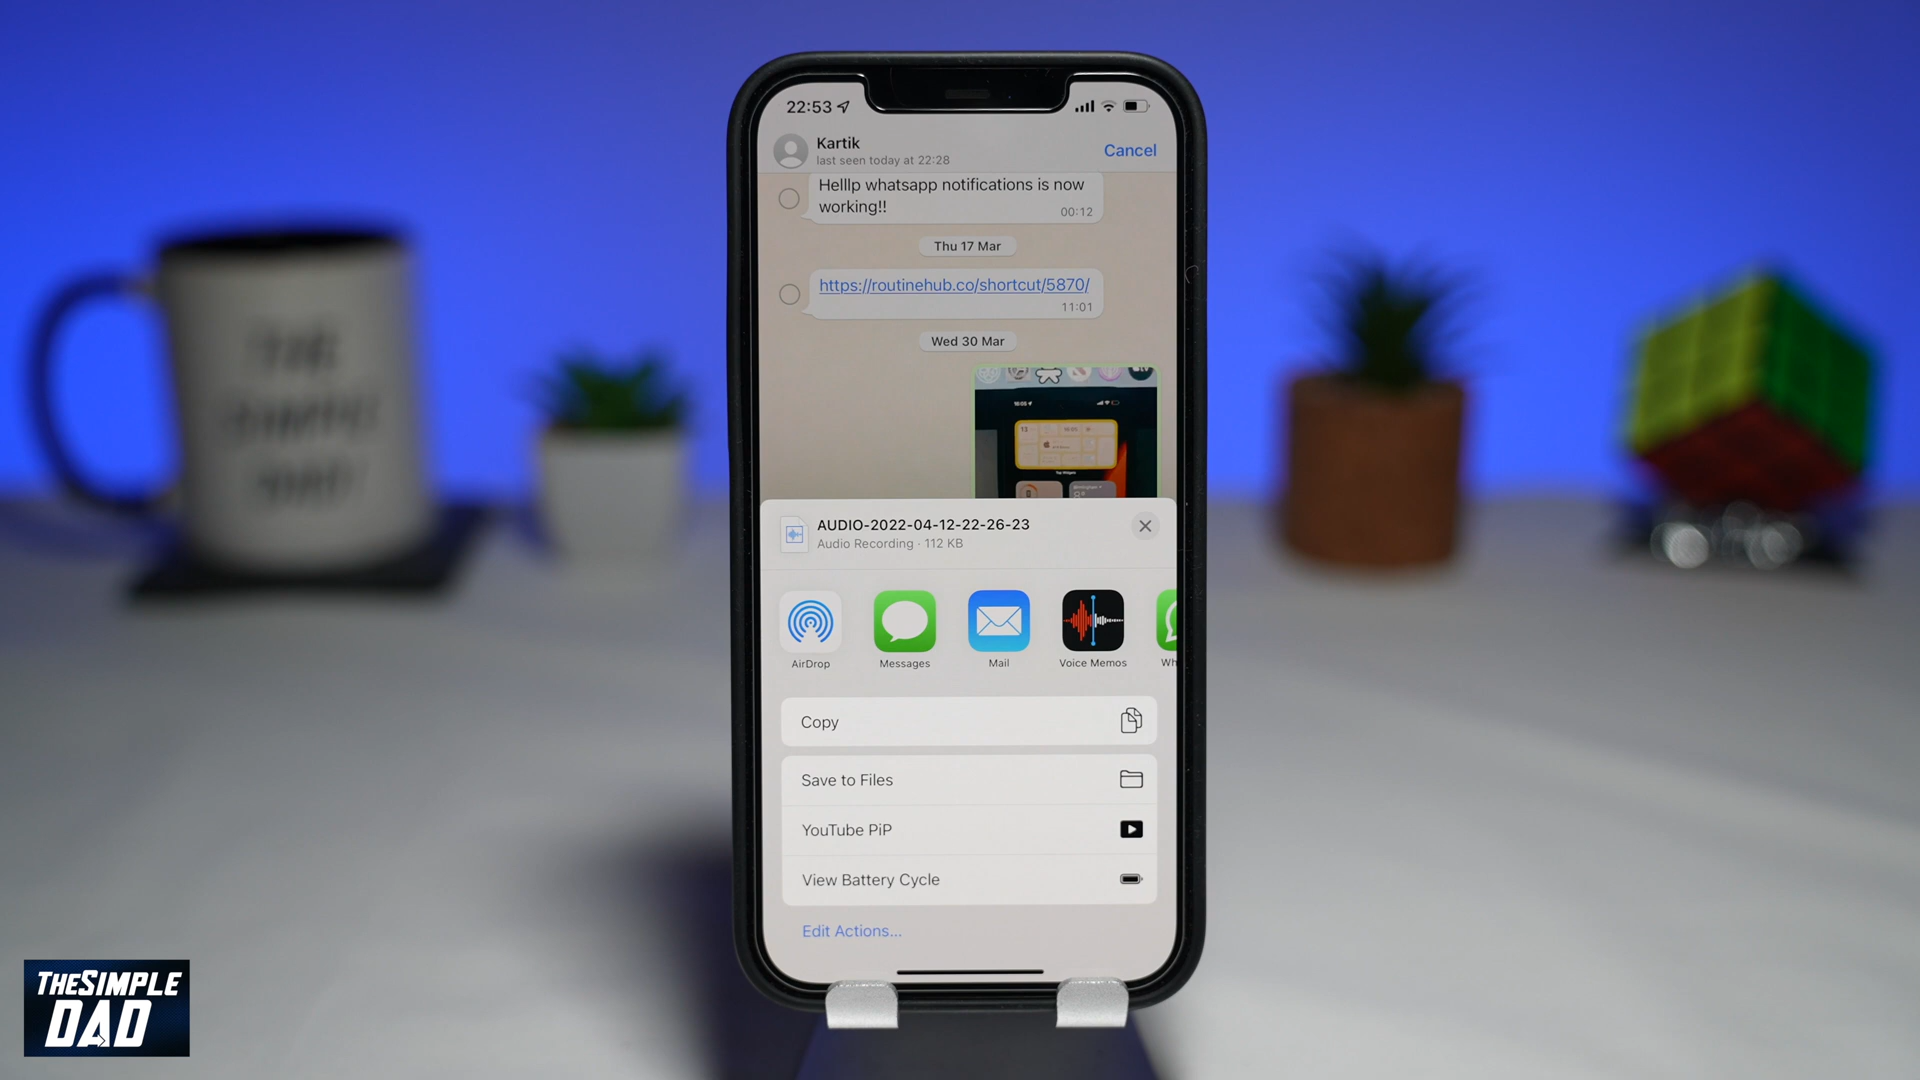 22:53
Kartik
last seen today at 22:28
Cancel
Helllp whatsapp notifications is now
working!!
00:12
Thu 17 Mar
https://routinehub.co/shortcut/5870/
11:01
Wed 30 Mar
AUDIO-2022-04-12-22-26-23
Audio Recording · 112 KB
AirDrop
Messages
Mail
Voice Memos
Wh
Copy
Save to Files
YouTube PiP
View Battery Cycle
Edit Actions...
THE
SIMPLE
DAD
THESIMPLE
DAD